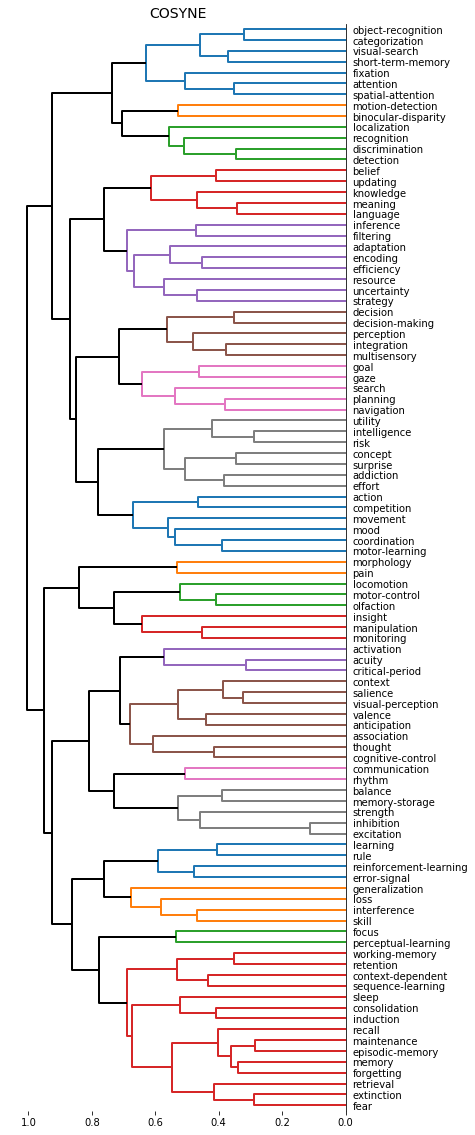 COSYNE
object-recognition
categorization
visual-search
short-term-memory
fixation
attention
spatial-attention
motion-detection
binocular-disparity
localization
recognition
discrimination
detection
belief
updating
knowledge
meaning
language
inference
filtering
adaptation
encoding
efficiency
resource
uncertainty
strategy
decision
decision-making
perception
integration
multisensory
goal
gaze
search
planning
navigation
utility
intelligence
risk
concept
surprise
addiction
effort
action
competition
movement
mood
coordination
motor-learning
morphology
pain
locomotion
motor-control
olfaction
insight
manipulation
monitoring
activation
acuity
critical-period
context
salience
visual-perception
valence
anticipation
association
thought
cognitive-control
communication
rhythm
balance
memory-storage
strength
inhibition
excitation
learning
rule
reinforcement-learning
error-signal
generalization
loss
interference
skill
focus
perceptual-learning
working-memory
retention
context-dependent
sequence-learning
sleep
consolidation
induction
recall
maintenance
episodic-memory
memory
forgetting
retrieval
extinction
fear
1.0 0.8 0.6 0.4 0.2 0.0